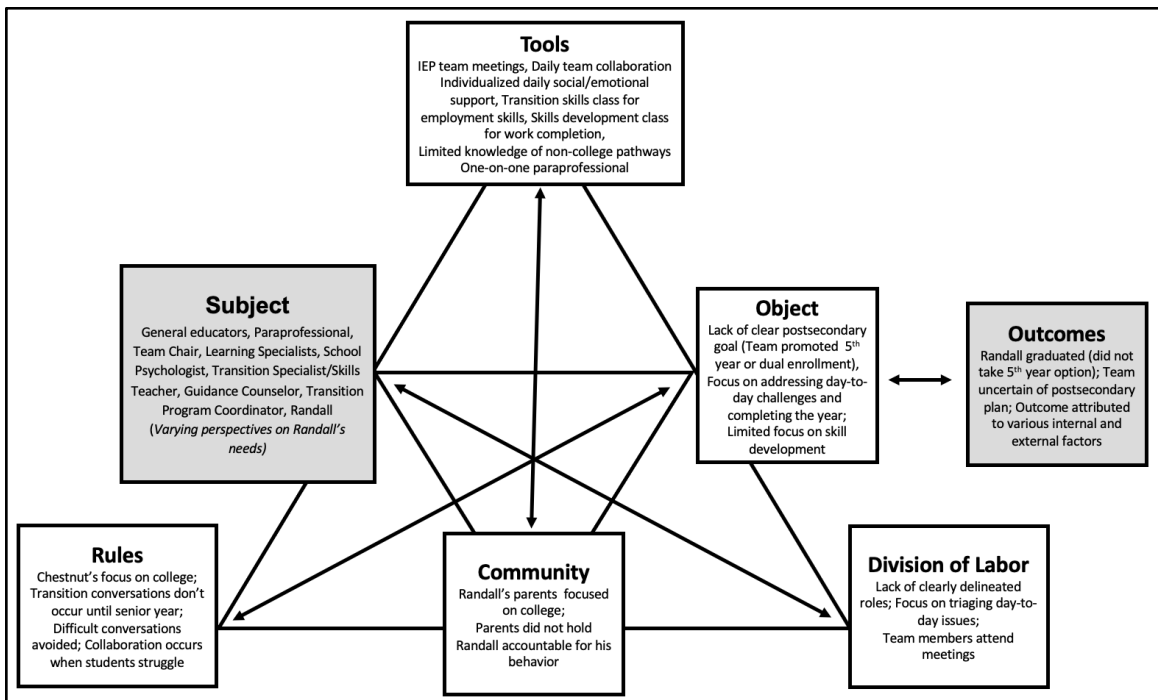 Tools
IEP team meetings, Daily team collaboration
Individualized daily social/emotional
support, Transition skills class for
employment skills, Skills development class
for work completion,
Limited knowledge of non-college pathways
One-on-one paraprofessional
Subject
General educators, Paraprofessional,
Team Chair, Learning Specialists, School
Psychologist, Transition Specialist/Skills
Teacher, Guidance Counselor, Transition
Program Coordinator, Randall
(Varying perspectives on Randall's
needs)
Object
Lack of clear postsecondary
goal (Team promoted 5th
year or dual enrollment),
Focus on addressing day-to-
day challenges and
completing the year;
Limited focus on skill
development
Outcomes
Randall graduated (did not
take 5th year option); Team
uncertain of postsecondary
plan; Outcome attributed
to various internal and
external factors
Rules
Chestnut's focus on college;
Transition conversations don't
occur until senior year;
Difficult conversations
avoided; Collaboration occurs
when students struggle
Community
Randall's parents focused
on college;
Parents did not hold
Randall accountable for his
behavior
Division of Labor
Lack of clearly delineated
roles; Focus on triaging day-to-
day issues;
Team members attend
meetings